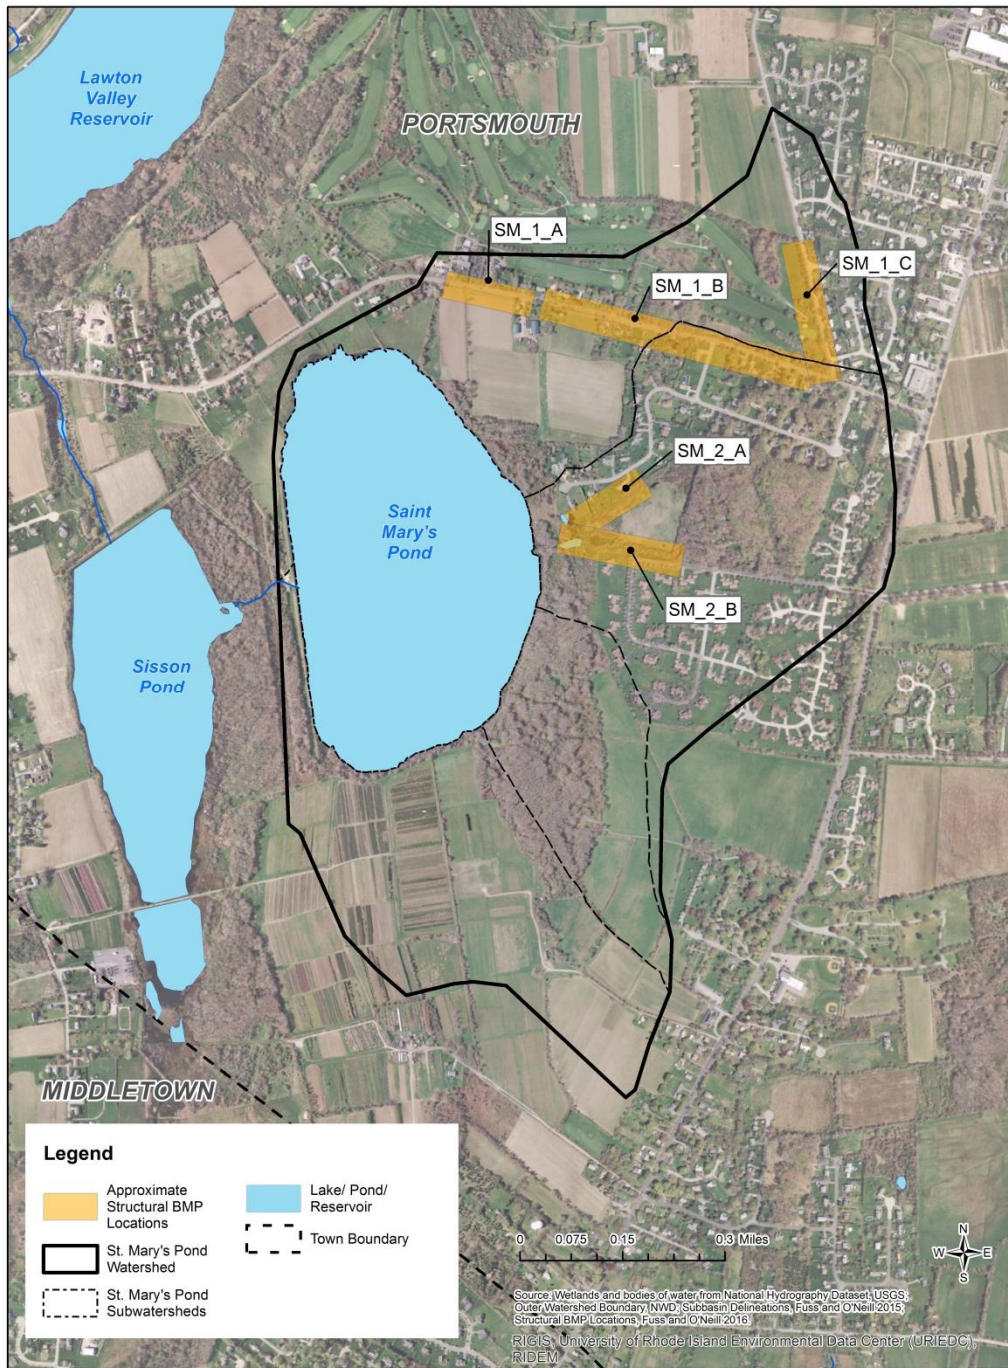 Lawton
Valley
Reservoir
PORTSMOUTH
SM_1_A
SM_1_B
SM_1_C
SM_2_A
Saint
Mary's
Pond
SM_2_B
Sisson
Pond
MIDDLETOWN
Legend
Approximate
Structural BMP
Locations
St. Mary's Pond
Watershed
St. Mary's Pond
Subwatersheds
Lake/ Pond/
Reservoir
Town Boundary
0 0.075 0.15 0.3 Miles
N
W E
S
Source: Wetlands and bodies of water from National Hydrography Dataset, USGS;
Outer Watershed Boundary, NWD; Subbasin Delineations, Fuss and O'Neill 2015;
Structural BMP Locations, Fuss and O'Neill 2016.
RIGIS, University of Rhode Island Environmental Data Center (URIEDC),
RIDEM